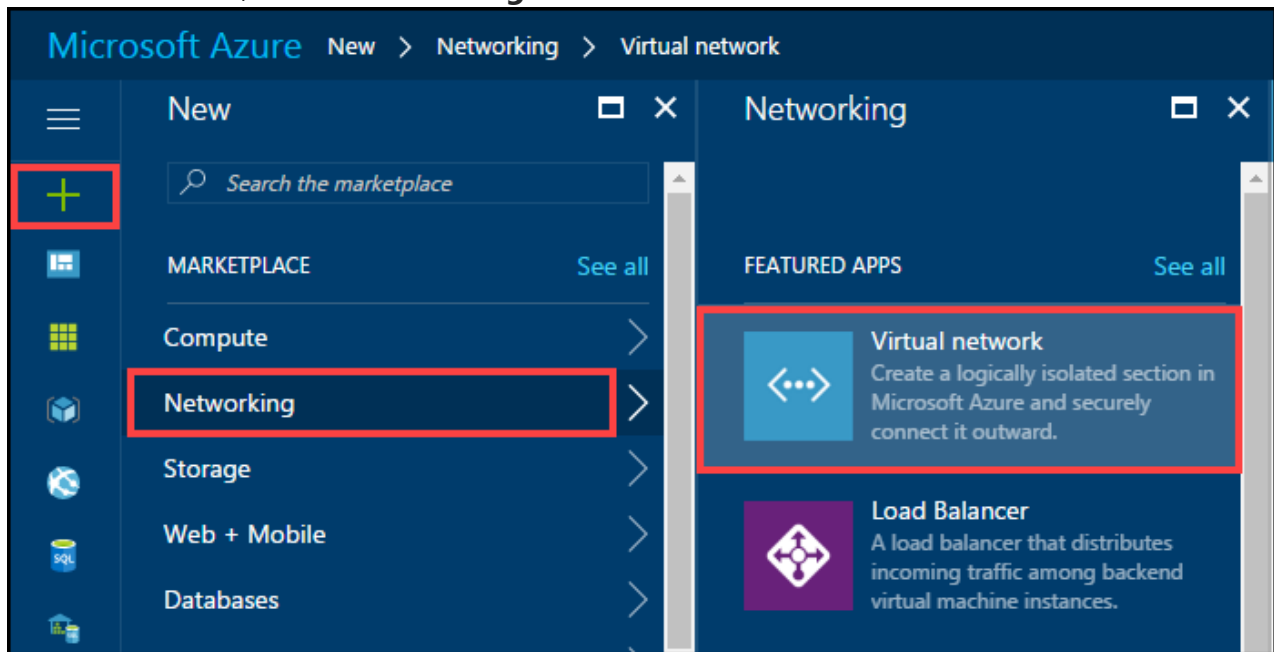 Microsoft Azure New > Networking > Virtual network
New
Networking
Search the marketplace
MARKETPLACE See all
FEATURED APPS See all
Compute
Networking
Storage
Web + Mobile
Databases
Virtual network
Create a logically isolated section in
Microsoft Azure and securely
connect it outward.
Load Balancer
A load balancer that distributes
incoming traffic among backend
virtual machine instances.
SQL